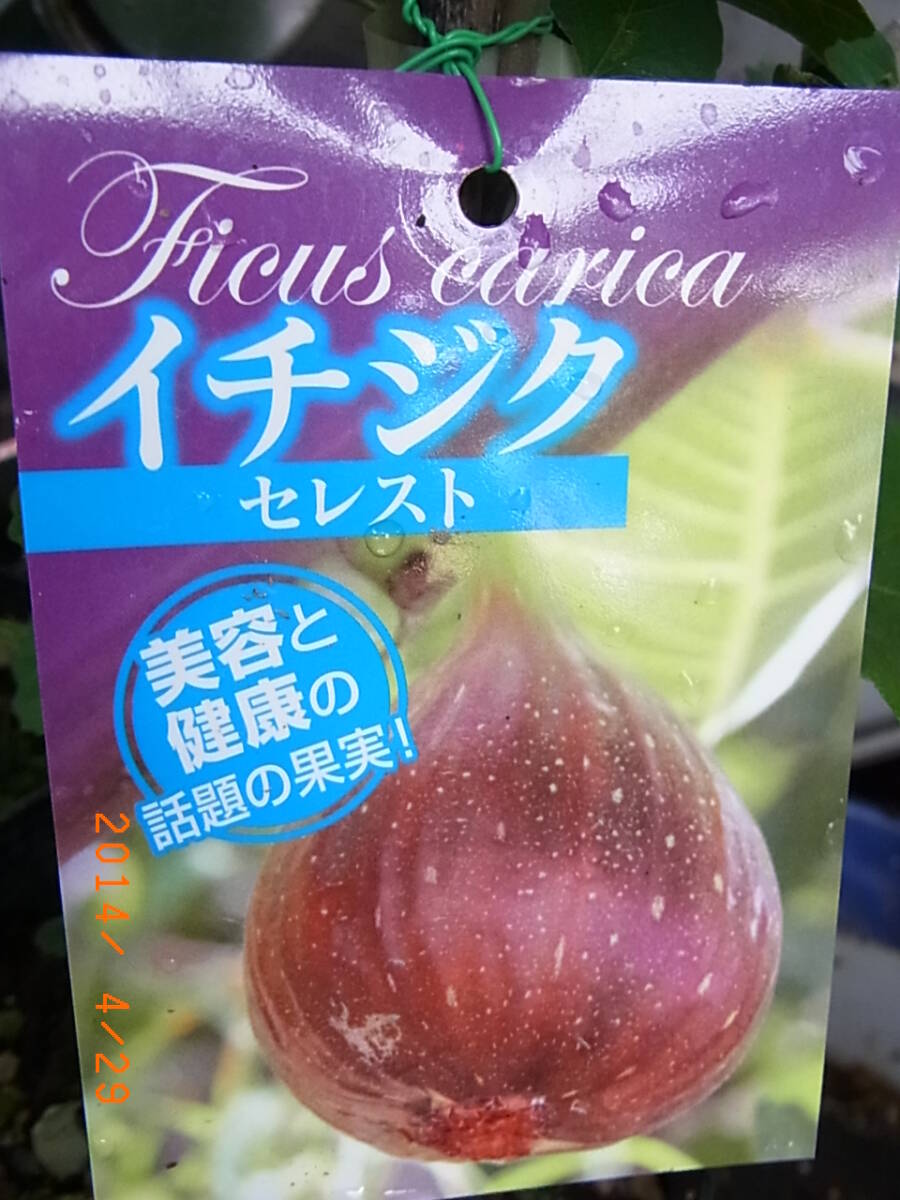 Ficus carica
イチジク
セレスト
美容と
健康の
話題の果実!
2014/ 4/29